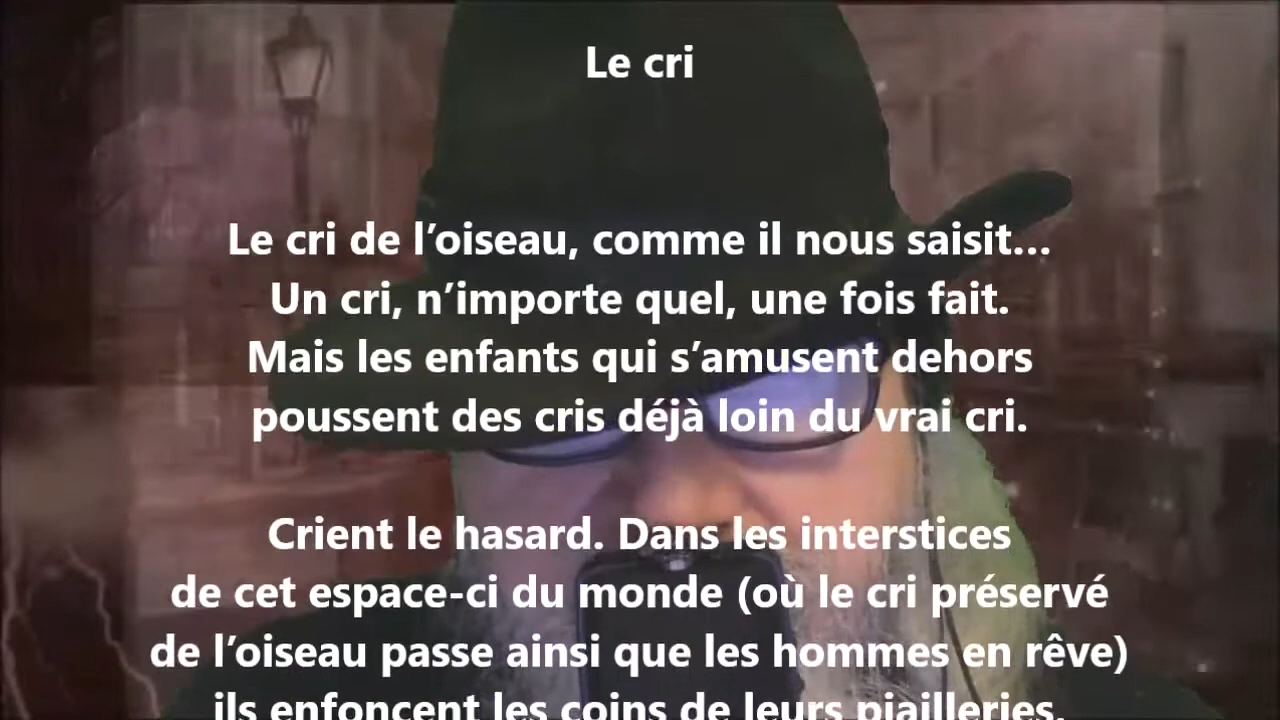 Le cri
Le cri de l’oiseau, comme il nous saisit…
Un cri, n’importe quel, une fois fait.
Mais les enfants qui s’amusent dehors
poussent des cris déjà loin du vrai cri.
Crient le hasard. Dans les interstices
de cet espace-ci du monde (où le cri préservé
de l’oiseau passe ainsi que les hommes en rêve)
ils enfoncent les coins de leurs piailleries.